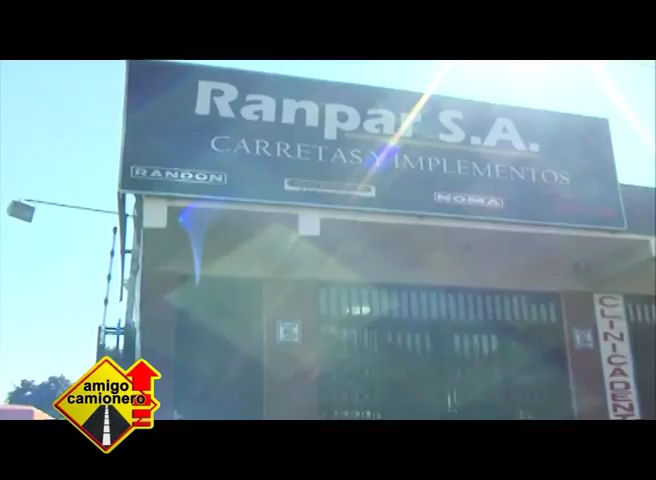 Ranpar S.A.
CARRETAS Y IMPLEMENTOS
RANDON
NOMA
CLINICA DENT
amigo
camionero